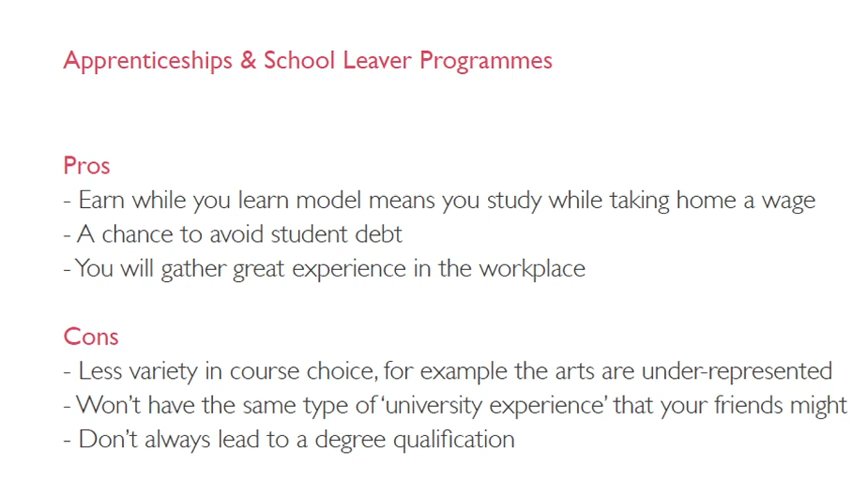 Apprenticeships & School Leaver Programmes
Pros
- Earn while you learn model means you study while taking home a wage
- A chance to avoid student debt
- You will gather great experience in the workplace
Cons
- Less variety in course choice, for example the arts are under-represented
- Won’t have the same type of ‘university experience’ that your friends might
- Don’t always lead to a degree qualification